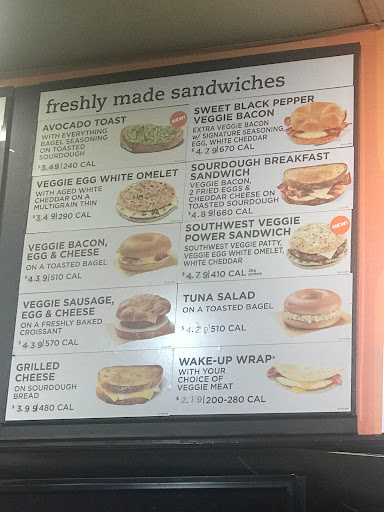 freshly made sandwiches
AVOCADO TOAST
WITH EVERYTHING
BAGEL SEASONING
ON TOASTED
SOURDOUGH
$3.49|240 CAL
NEW!
VEGGIE EGG WHITE OMELET
WITH AGED WHITE
CHEDDAR ON A
MULTIGRAIN THIN
$3.49|290 CAL
VEGGIE BACON,
EGG & CHEESE
ON A TOASTED BAGEL
$4.39|510 CAL
VEGGIE SAUSAGE,
EGG & CHEESE
ON A FRESHLY BAKED
CROISSANT
$4.39|570 CAL
GRILLED
CHEESE
ON SOURDOUGH
BREAD
$3.99|480 CAL
SWEET BLACK PEPPER
VEGGIE BACON
EXTRA VEGGIE BACON
w/ SIGNATURE SEASONING,
EGG, WHITE CHEDDAR
$4.79|670 CAL
SOURDOUGH BREAKFAST
SANDWICH
VEGGIE BACON,
2 FRIED EGGS &
CHEDDAR CHEESE ON
TOASTED SOURDOUGH
$4.89|660 CAL
SOUTHWEST VEGGIE
POWER SANDWICH
SOUTHWEST VEGGIE PATTY,
VEGGIE EGG WHITE OMELET,
WHITE CHEDDAR
$4.79|410 CAL
NEW!
TUNA SALAD
ON A TOASTED BAGEL
$4.29|510 CAL
WAKE-UP WRAP®
WITH YOUR
CHOICE OF
VEGGIE MEAT
$2.19|200-280 CAL